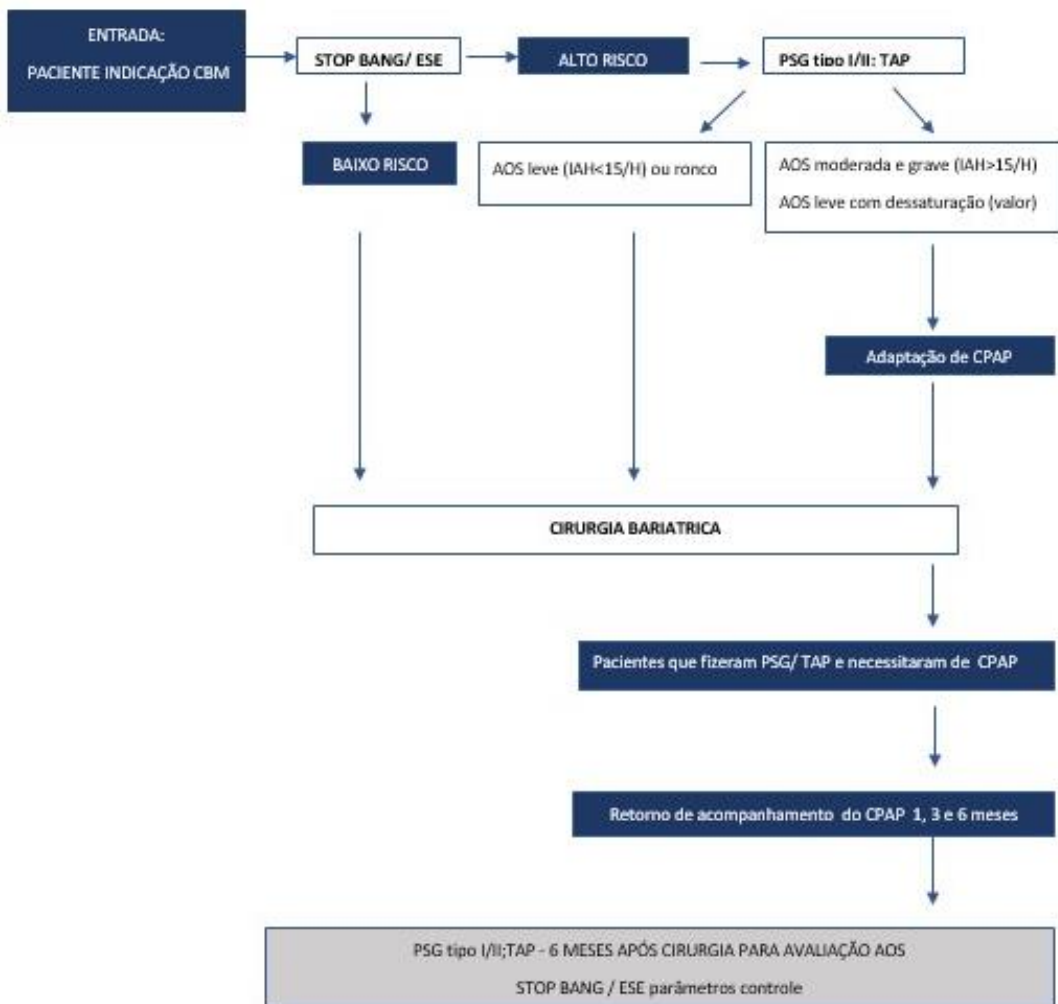 ENTRADA:
PACIENTE INDICAÇÃO CBM
STOP BANG/ ESE
ALTO RISCO
PSG tipo I/II: TAP
BAIXO RISCO
AOS leve (IAH<15/H) ou ronco
AOS moderada e grave (IAH>15/H)
AOS leve com dessaturação (valor)
Adaptação de CPAP
CIRURGIA BARIATRICA
Pacientes que fizeram PSG/ TAP e necessitaram de CPAP
Retorno de acompanhamento do CPAP 1, 3 e 6 meses
PSG tipo I/II;TAP - 6 MESES APÓS CIRURGIA PARA AVALIAÇÃO AOS
STOP BANG / ESE parâmetros controle